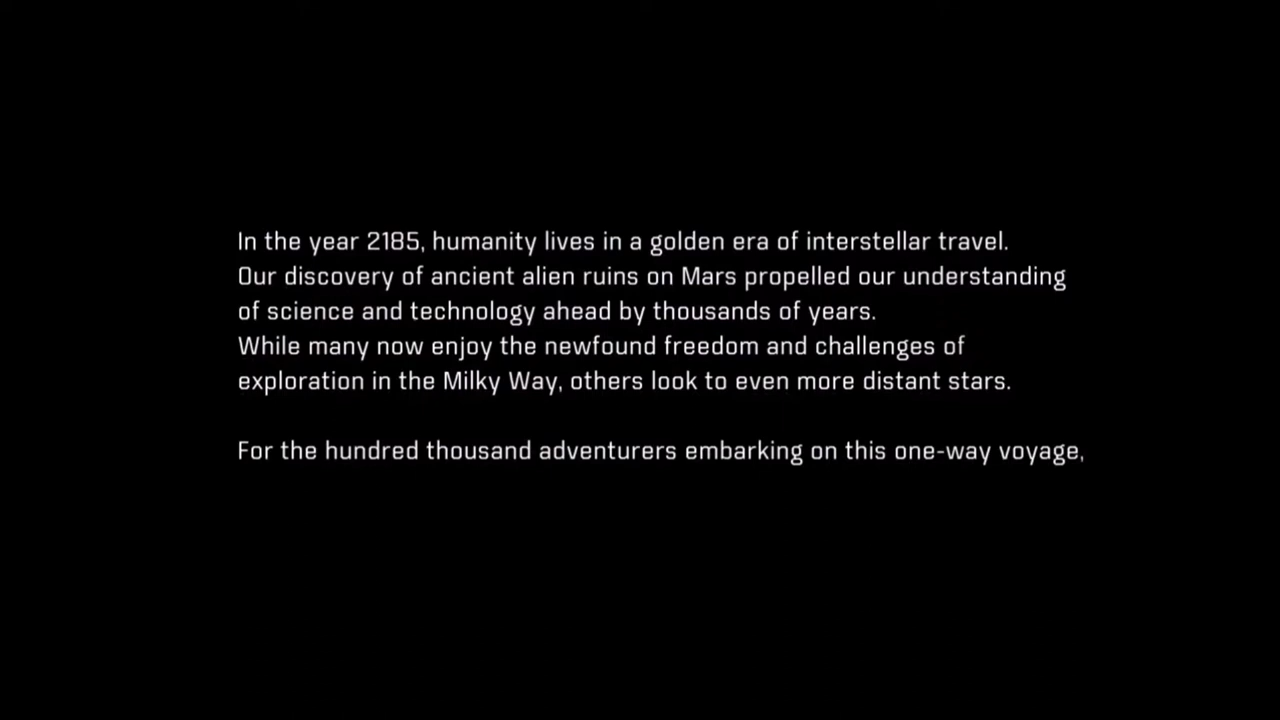 In the year 2185, humanity lives in a golden era of interstellar travel.
Our discovery of ancient alien ruins on Mars propelled our understanding
of science and technology ahead by thousands of years.
While many now enjoy the newfound freedom and challenges of
exploration in the Milky Way, others look to even more distant stars.
For the hundred thousand adventurers embarking on this one-way voyage,